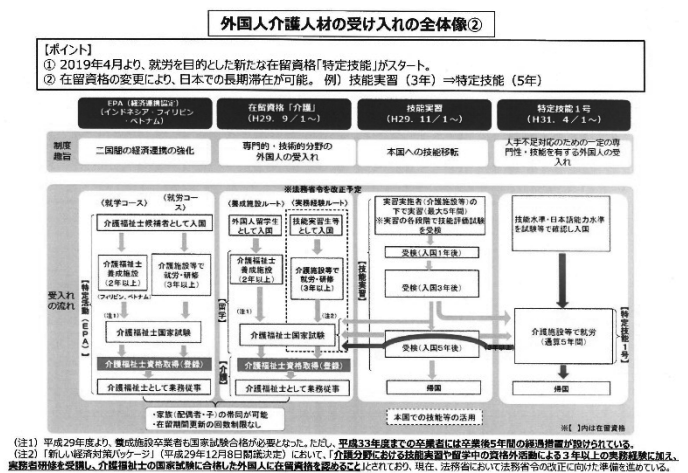 外国人介護人材の受け入れの全体像②
【ポイント】
① 2019年4月より、就労を目的とした新たな在留資格「特定技能」がスタート。
② 在留資格の変更により、日本での長期滞在が可能。 例）技能実習（3年）⇒特定技能（5年）
EPA（経済連携協定）
（インドネシア・フィリピン
・ベトナム）
在留資格「介護」
（H29．9／1～）
技能実習
（H29．11／1～）
特定技能1号
（H31．4／1～）
制度
趣旨
二国間の経済連携の強化
専門的・技術的分野の
外国人の受入れ
本国への技能移転
人手不足対応のための一定の専
門性・技能を有する外国人の受
入れ
受入れ
の流れ
※法務省令を改正予定
〈就学コース〉
〈就労コー
ス〉
介護福祉士候補者として入国
介護福祉士
養成施設
（2年以上）
介護施設等で
就労・研修
（3年以上）
（フィリピン、ベトナム）
（注1）
【特定活動（EPA）】
介護福祉士国家試験
介護福祉士資格取得（登録）
介護福祉士として業務従事
〈養成施設ルート〉
〈実務経験ルート〉
外国人留学生
として入国
技能実習生等
として入国
介護福祉士
養成施設
（2年以上）
介護施設等で
就労・研修
（3年以上）
（注1）
（注2）
【留学】
介護福祉士国家試験
【介護】
介護福祉士資格取得（登録）
介護福祉士として業務従事
・家族（配偶者・子）の帯同が可能
・在留期間更新の回数制限なし
【技能実習】
実習実施者（介護施設等）の
下で実習（最大5年間）
※実習の各段階で技能評価試験
を受検
受検（入国1年後）
受検（入国3年後）
受検（入国5年後）
帰国
本国での技能等の活用
技能水準・日本語能力水準
を試験等で確認し入国
介護施設等で就労
（通算5年間）
【特定技能1号】
帰国
※【 】内は在留資格
（注1）平成29年度より、養成施設卒業者も国家試験合格が必要となった。ただし、平成33年度までの卒業者には卒業後5年間の経過措置が設けられている。
（注2）「新しい経済政策パッケージ」（平成29年12月8日閣議決定）において、「介護分野における技能実習や留学中の資格外活動による3年以上の実務経験に加え、
実務者研修を受講し、介護福祉士の国家試験に合格した外国人に在留資格を認めること」とされており、現在、法務省において法務省令の改正に向けた準備を進めている。